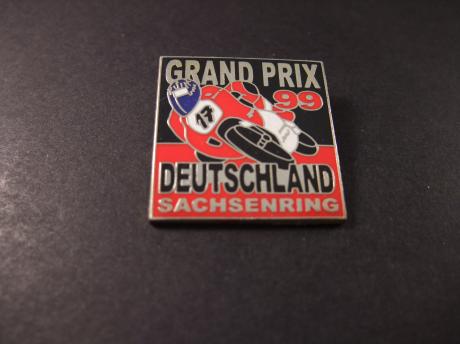 GRAND PRIX
99
17
DEUTSCHLAND
SACHSENRING